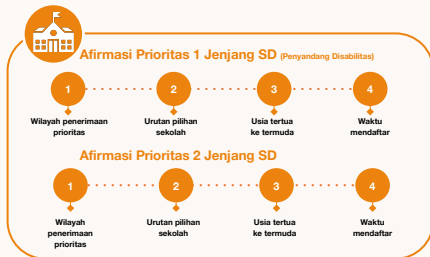 Afirmasi Prioritas 1 Jenjang SD (Penyandang Disabilitas)
1 2 3 4
Wilayah penerimaan prioritas
Urutan pilihan sekolah
Usia tertua ke termuda
Waktu mendaftar
Afirmasi Prioritas 2 Jenjang SD
1 2 3 4
Wilayah penerimaan prioritas
Urutan pilihan sekolah
Usia tertua ke termuda
Waktu mendaftar